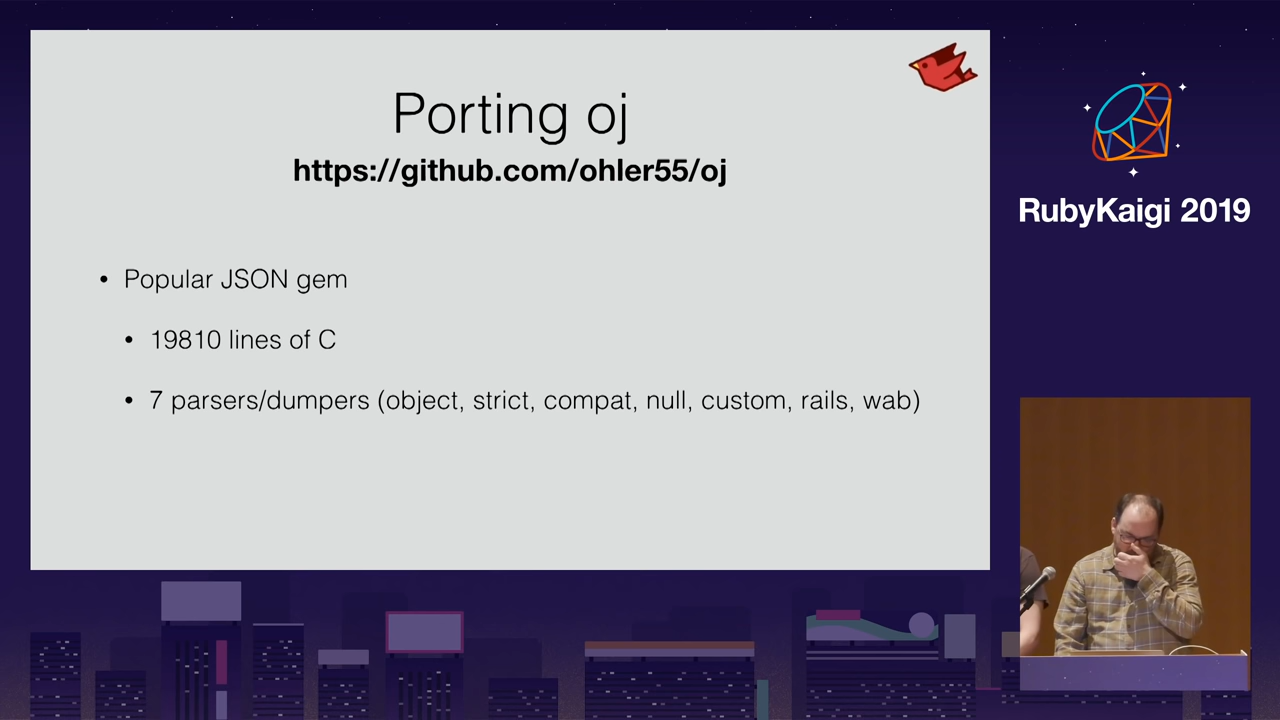 Porting oj
https://github.com/ohler55/oj
• Popular JSON gem
• 19810 lines of C
• 7 parsers/dumpers (object, strict, compat, null, custom, rails, wab)
RubyKaigi 2019